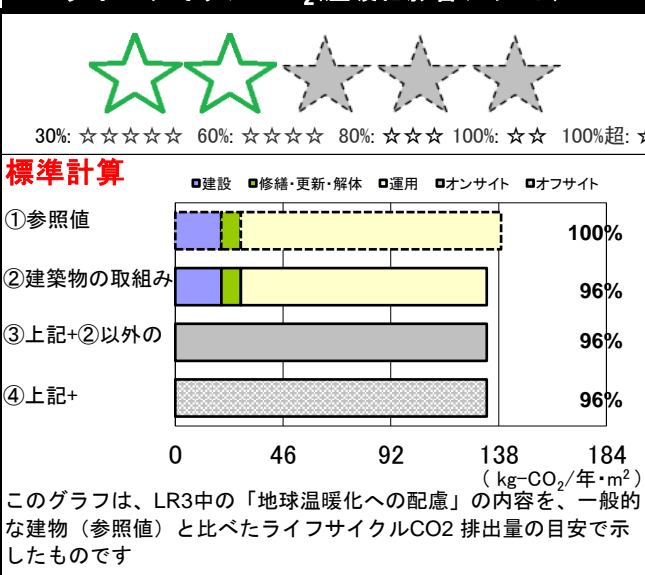 30%: ☆☆☆☆☆ 60%: ☆☆☆☆ 80%: ☆☆☆ 100%: ☆☆ 100%超: ☆
標準計算
■建設 ■修繕・更新・解体 □運用 ■オンサイト ■オフサイト
①参照値 100%
②建築物の取組み 96%
③上記+②以外の 96%
④上記+ 96%
0 46 92 138 184
( kg-CO₂/年・m²)
このグラフは、LR3中の「地球温暖化への配慮」の内容を、一般的
な建物（参照値）と比べたライフサイクルCO2 排出量の目安で示
したものです